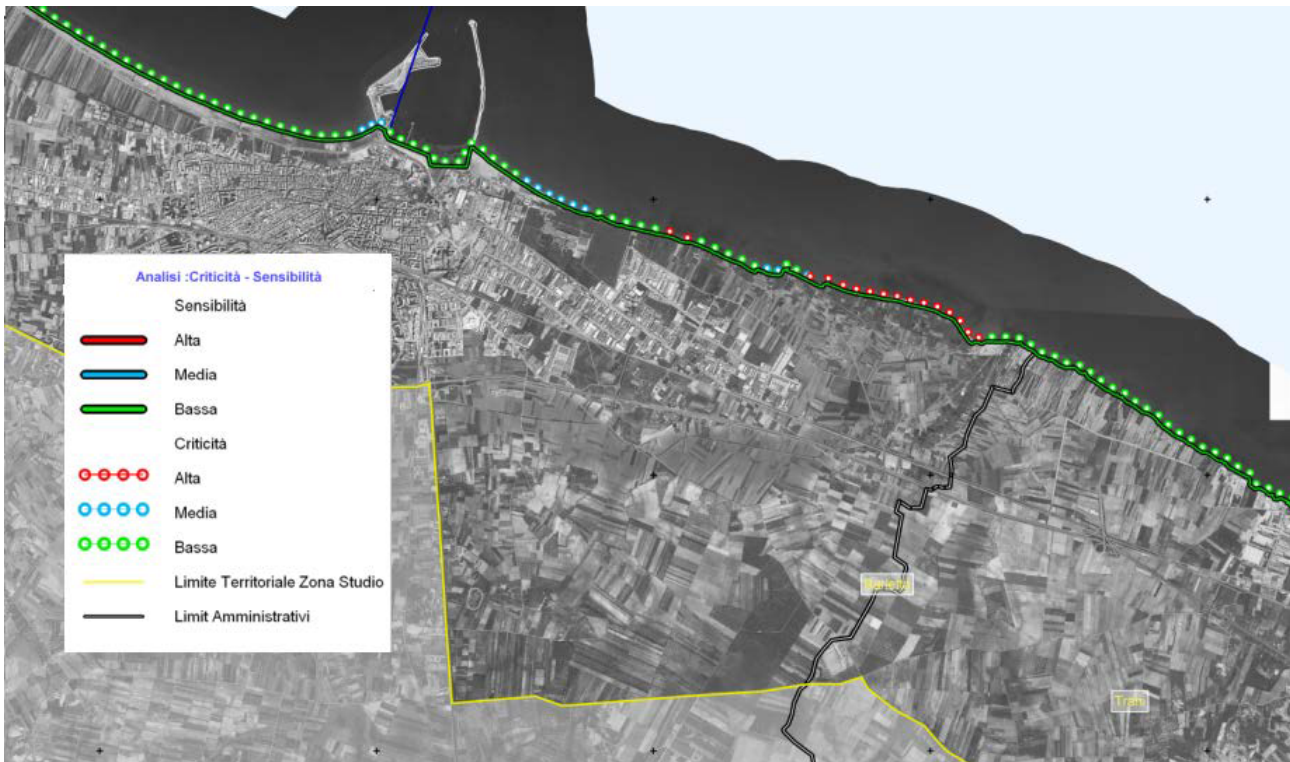 Analisi :Criticità - Sensibilità
Sensibilità
Alta
Media
Bassa
Criticità
Alta
Media
Bassa
Limite Territoriale Zona Studio
Limit Amministrativi
Barletta
Trani